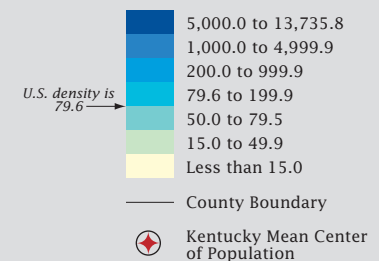 5,000.0 to 13,735.8
1,000.0 to 4,999.9
200.0 to 999.9
U.S. density is
79.6
79.6 to 199.9
50.0 to 79.5
15.0 to 49.9
Less than 15.0
County Boundary
Kentucky Mean Center
of Population